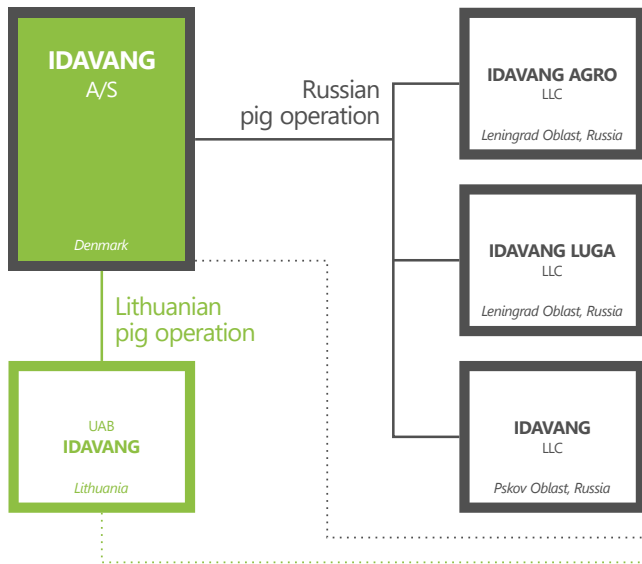 IDAVANG
A/S
Denmark
Russian
pig operation
IDAVANG AGRO
LLC
Leningrad Oblast, Russia
IDAVANG LUGA
LLC
Leningrad Oblast, Russia
Lithuanian
pig operation
UAB
IDAVANG
Lithuania
IDAVANG
LLC
Pskov Oblast, Russia